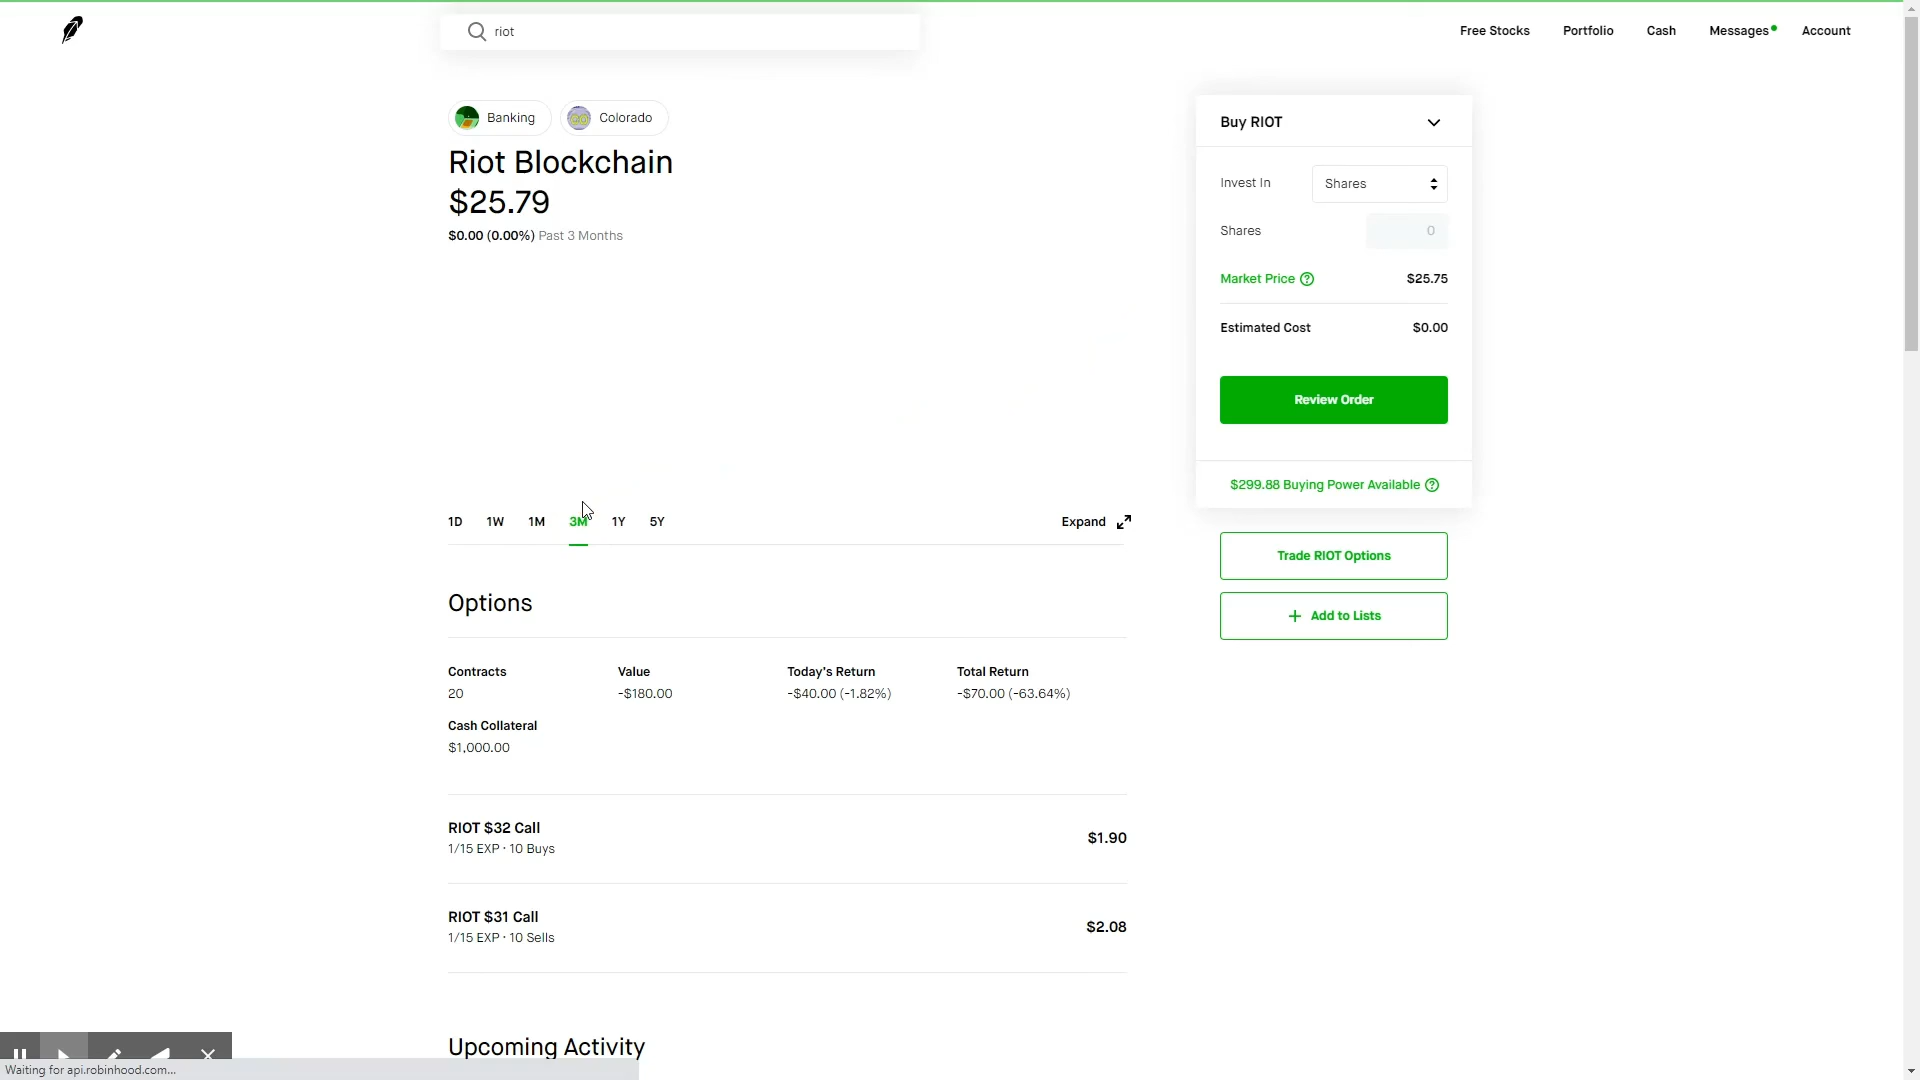 riot
Free Stocks
Portfolio
Cash
Messages
Account
Banking
Colorado
Riot Blockchain
$25.79
$0.00 (0.00%) Past 3 Months
1D
1W
1M
3M
1Y
5Y
Expand
Buy RIOT
Invest In
Shares
Shares
0
Market Price
$25.75
Estimated Cost
$0.00
Review Order
$299.88 Buying Power Available
Trade RIOT Options
Add to Lists
Options
Contracts
20
Value
-$180.00
Today's Return
-$40.00 (-1.82%)
Total Return
-$70.00 (-63.64%)
Cash Collateral
$1,000.00
RIOT $32 Call
1/15 EXP · 10 Buys
$1.90
RIOT $31 Call
1/15 EXP · 10 Sells
$2.08
Upcoming Activity
Waiting for api.robinhood.com...